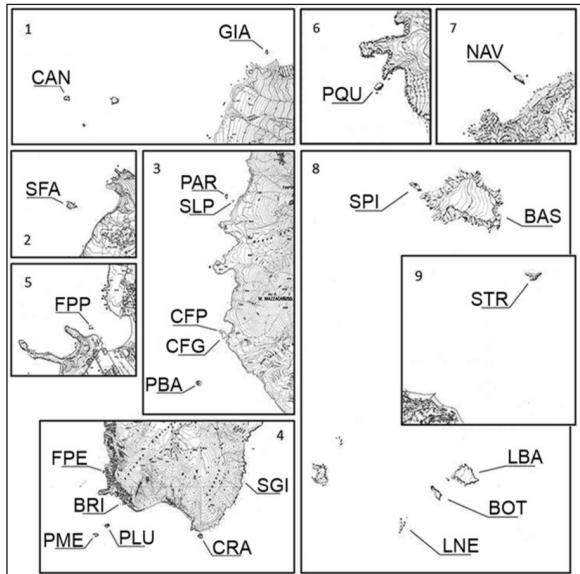 1
GIA
CAN
6
PQU
7
NAV
2
SFA
3
PAR
SLP
CFP
CFG
PBA
8
SPI
BAS
5
FPP
9
STR
4
FPE
BRI
SGI
PME
PLU
CRA
LBA
BOT
LNE